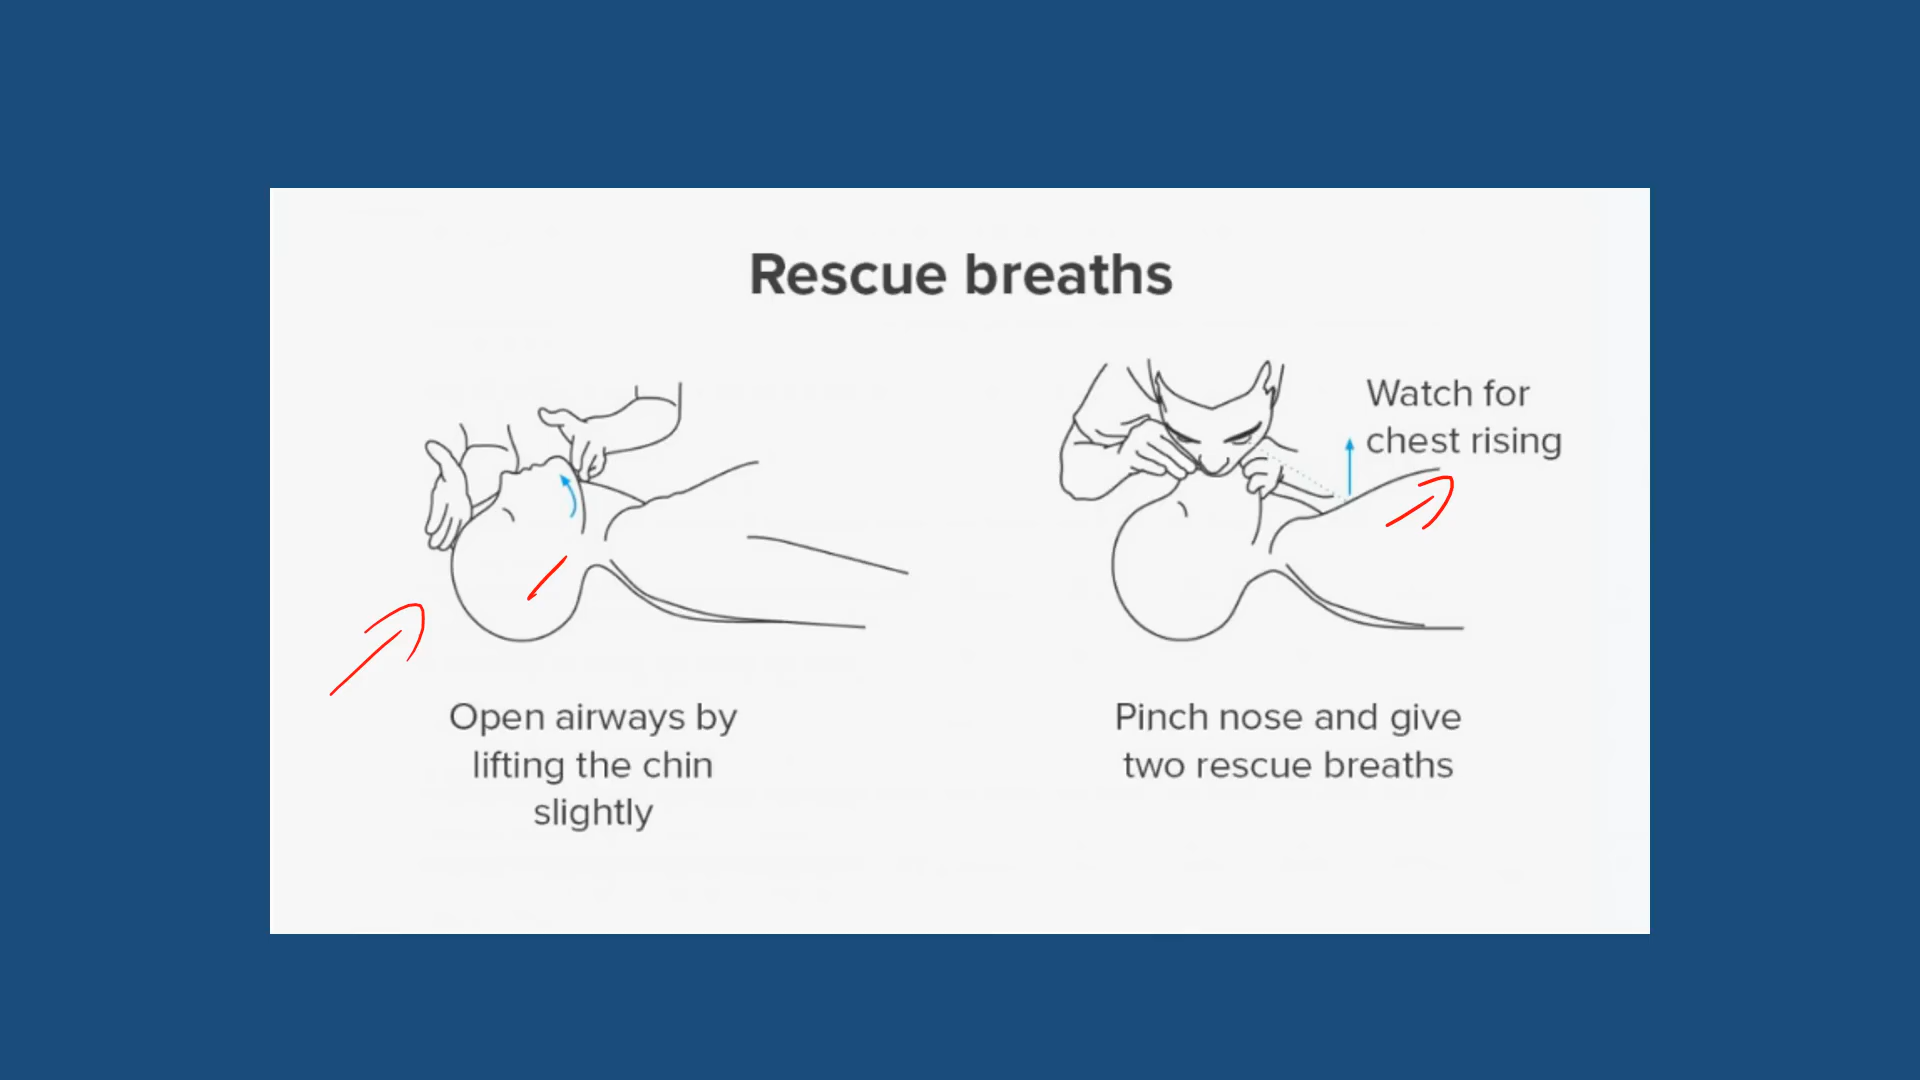 Rescue breaths
Watch for
chest rising
Open airways by
lifting the chin
slightly
Pinch nose and give
two rescue breaths